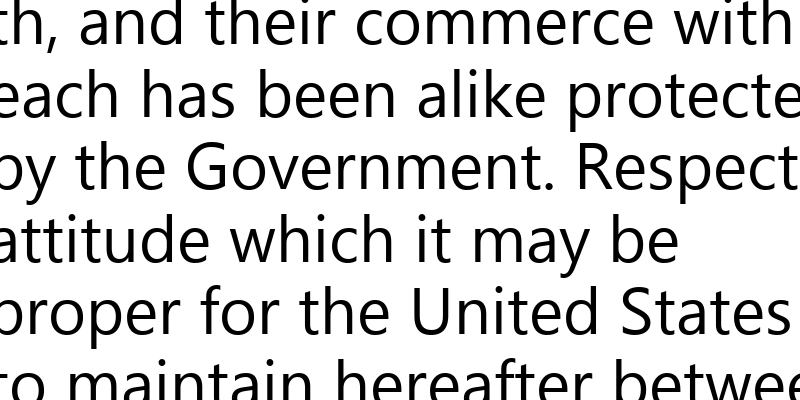 th, and their commerce with
each has been alike protecte
by the Government. Respect
attitude which it may be
proper for the United States
to maintain hereafter betwee